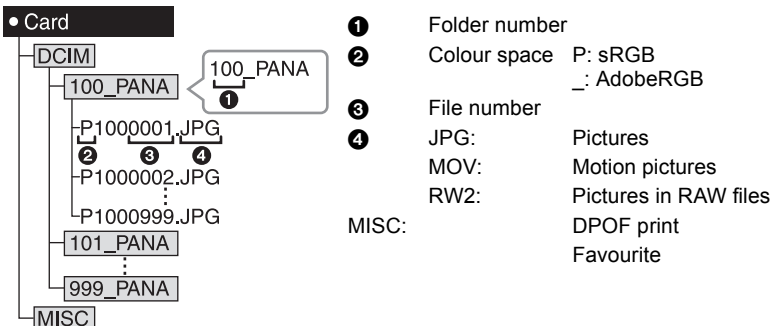 ● Card
DCIM
100_PANA
100_PANA
❶
P1000001.JPG
❷ ❸ ❹
P1000002.JPG
P1000999.JPG
101_PANA
999_PANA
MISC
❶ Folder number
❷ Colour space P: sRGB
_: AdobeRGB
❸ File number
❹ JPG: Pictures
MOV: Motion pictures
RW2: Pictures in RAW files
MISC: DPOF print
Favourite